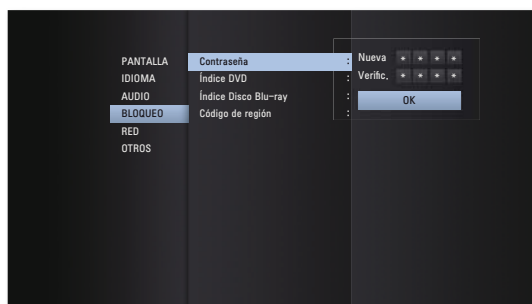 PANTALLA
IDIOMA
AUDIO
BLOQUEO
RED
OTROS
Contraseña :
Índice DVD :
Índice Disco Blu-ray :
Código de región :
Nueva * * * *
Verific. * * * *
OK